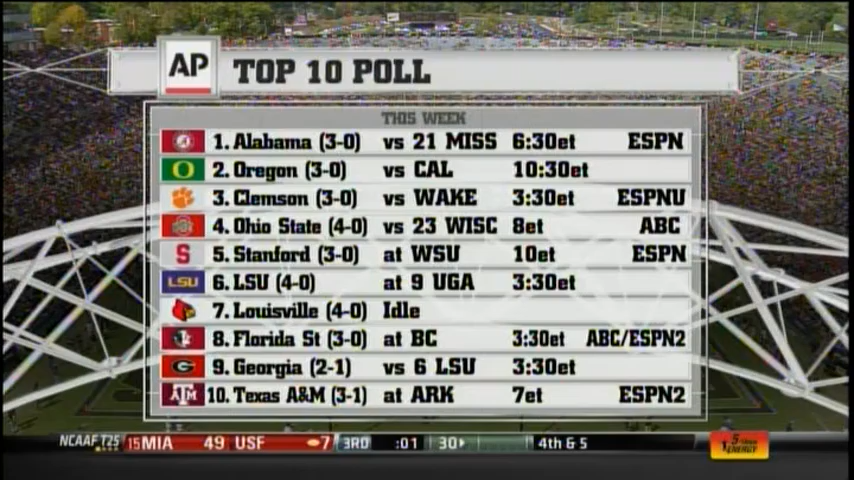 AP TOP 10 POLL
THIS WEEK
1. Alabama (3-0) vs 21 MISS 6:30et ESPN
O 2. Oregon (3-0) vs CAL 10:30et
3. Clemson (3-0) vs WAKE 3:30et ESPNU
4. Ohio State (4-0) vs 23 WISC 8et ABC
S 5. Stanford (3-0) at WSU 10et ESPN
LSU 6. LSU (4-0) at 9 UGA 3:30et
7. Louisville (4-0) Idle
8. Florida St (3-0) at BC 3:30et ABC/ESPN2
G 9. Georgia (2-1) vs 6 LSU 3:30et
ATM 10. Texas A&M (3-1) at ARK 7et ESPN2
NCAAF T25 15 MIA 49 USF 7 3RD :01 30 4th & 5 5 ENERGY